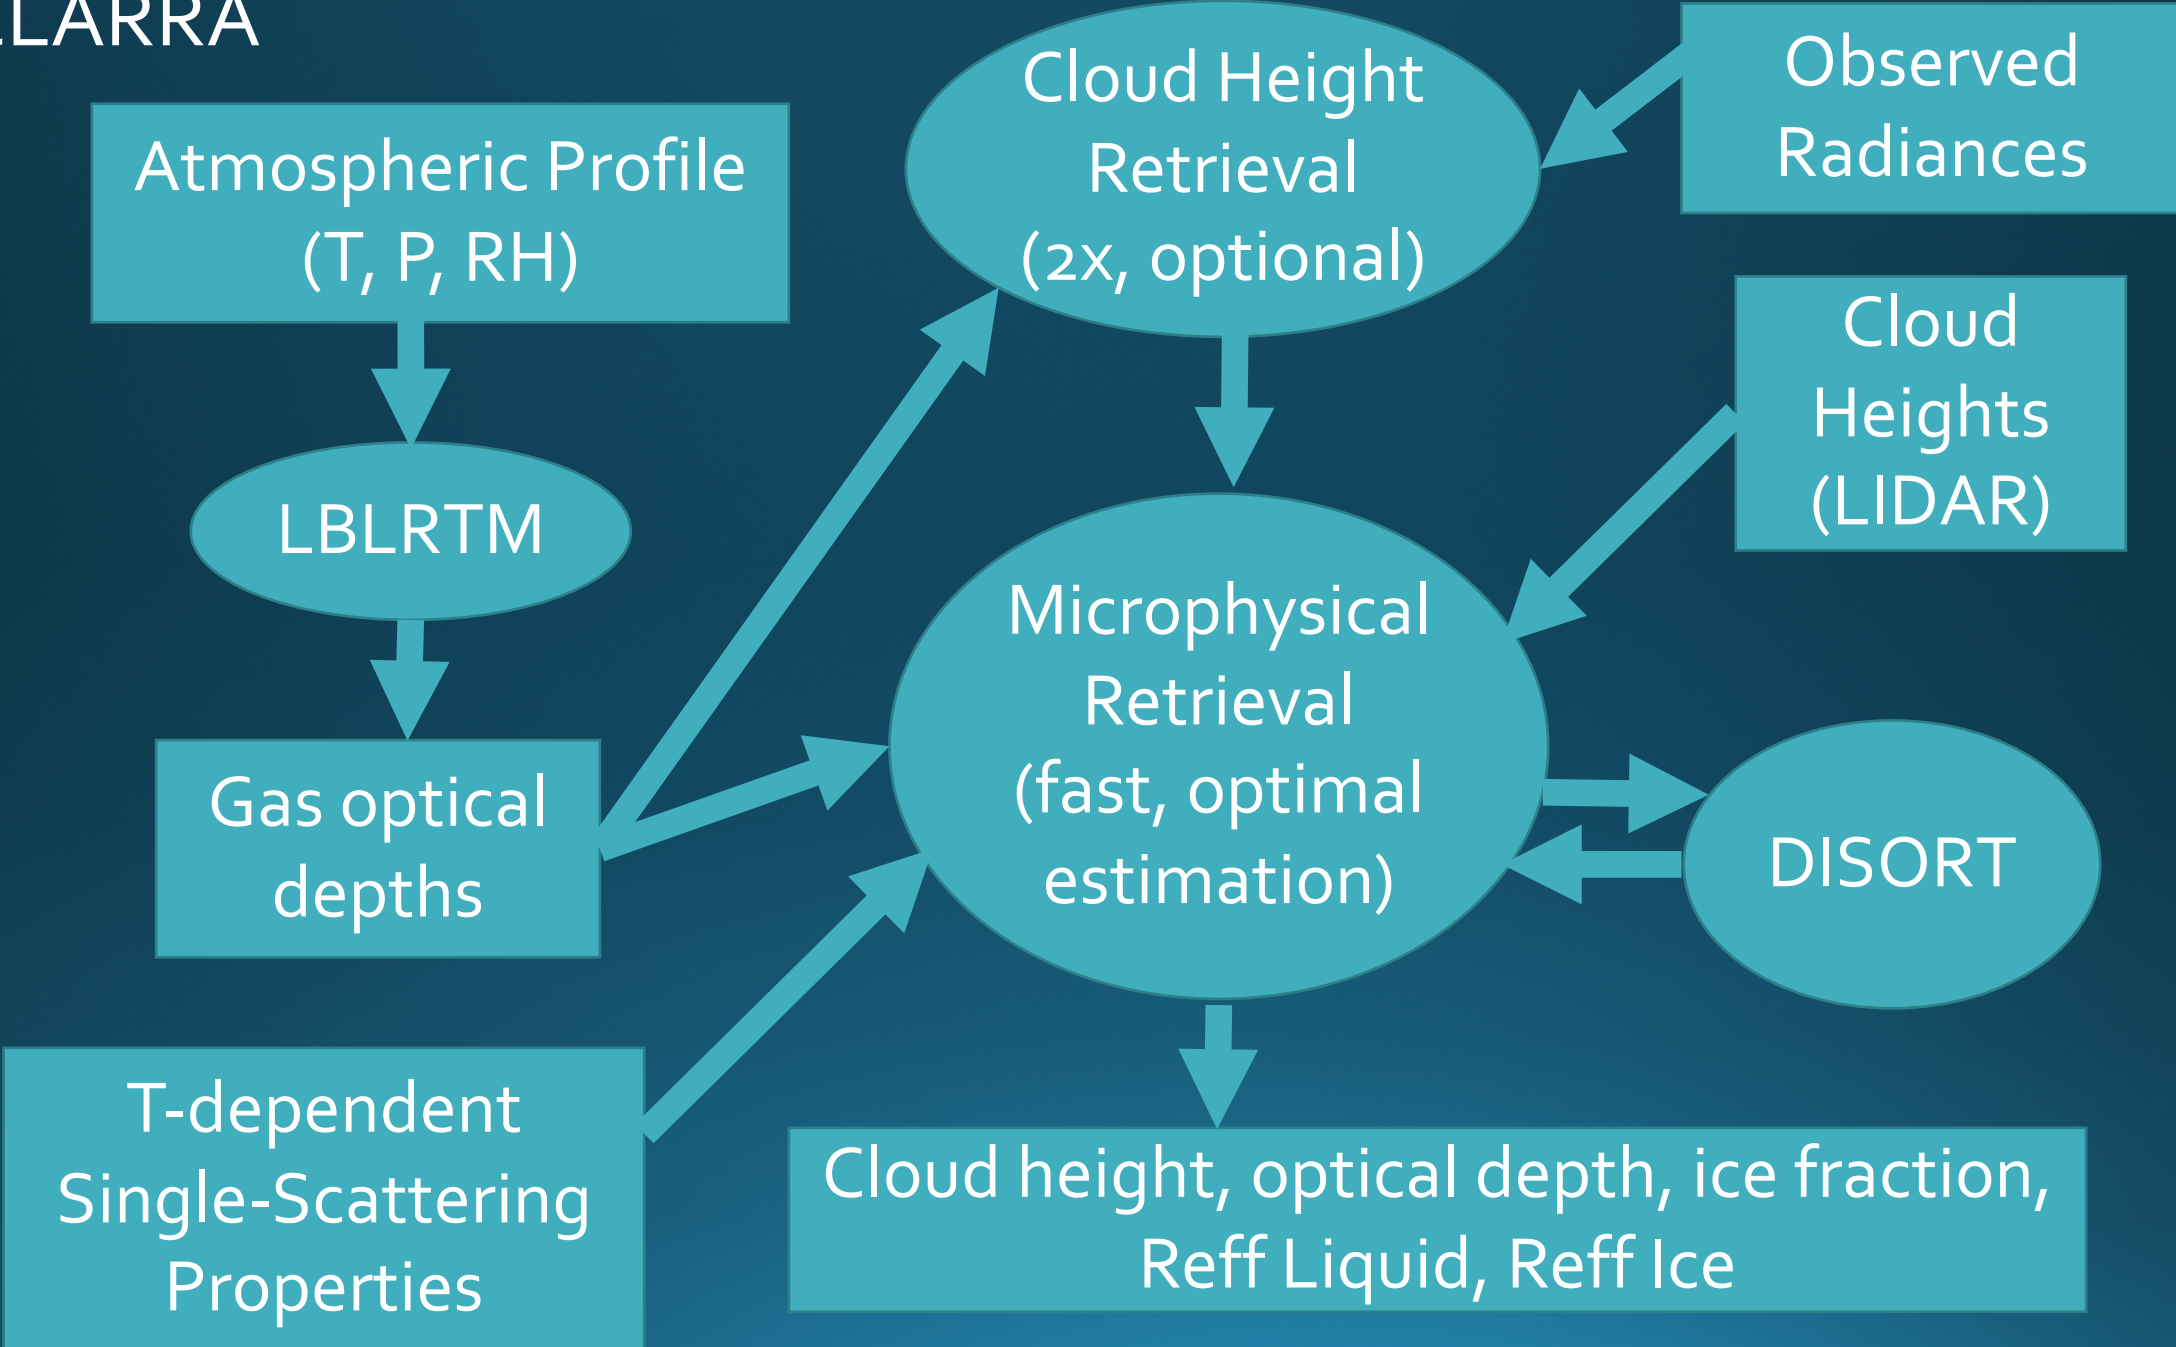 Atmospheric Profile
(T, P, RH)
LBLRTM
Gas optical
depths
T-dependent
Single-Scattering
Properties
Cloud Height
Retrieval
(2x, optional)
Microphysical
Retrieval
(fast, optimal
estimation)
Observed
Radiances
Cloud
Heights
(LIDAR)
DISORT
Cloud height, optical depth, ice fraction,
Reff Liquid, Reff Ice